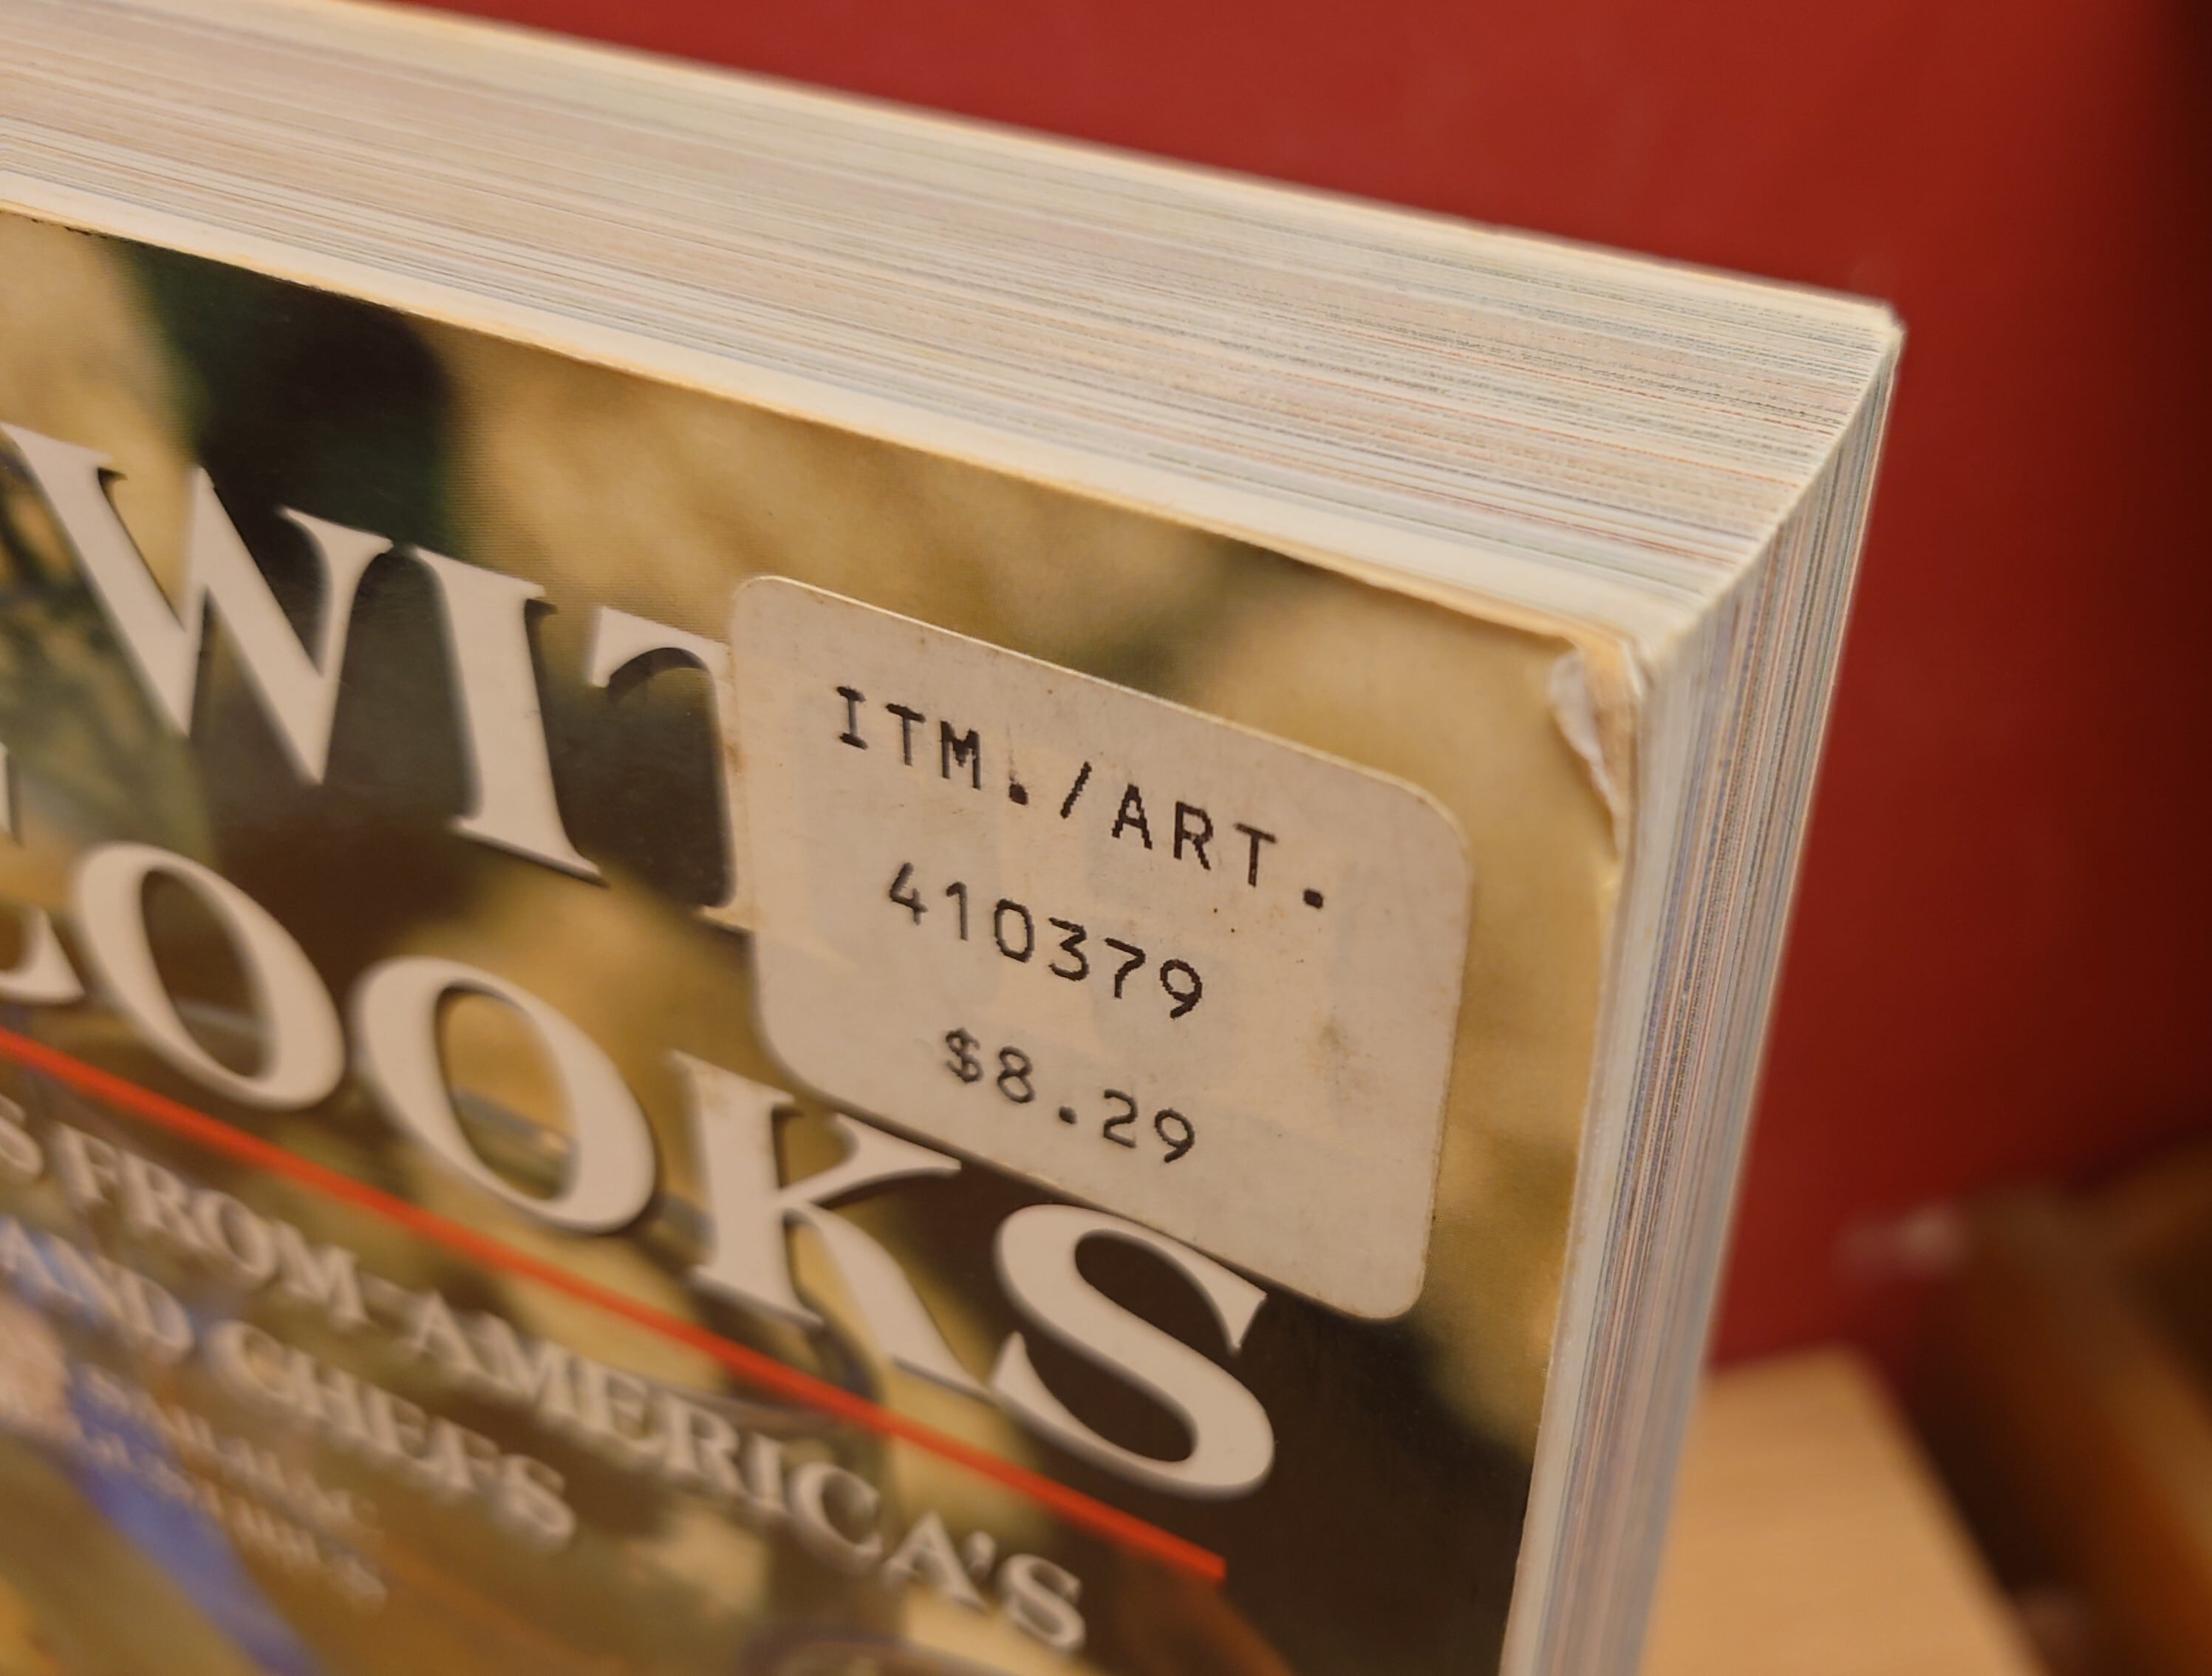 WIT
ITM./ART.
410379
$8.29
COOKS
S FROM AMERICA'S
AND CHEFS